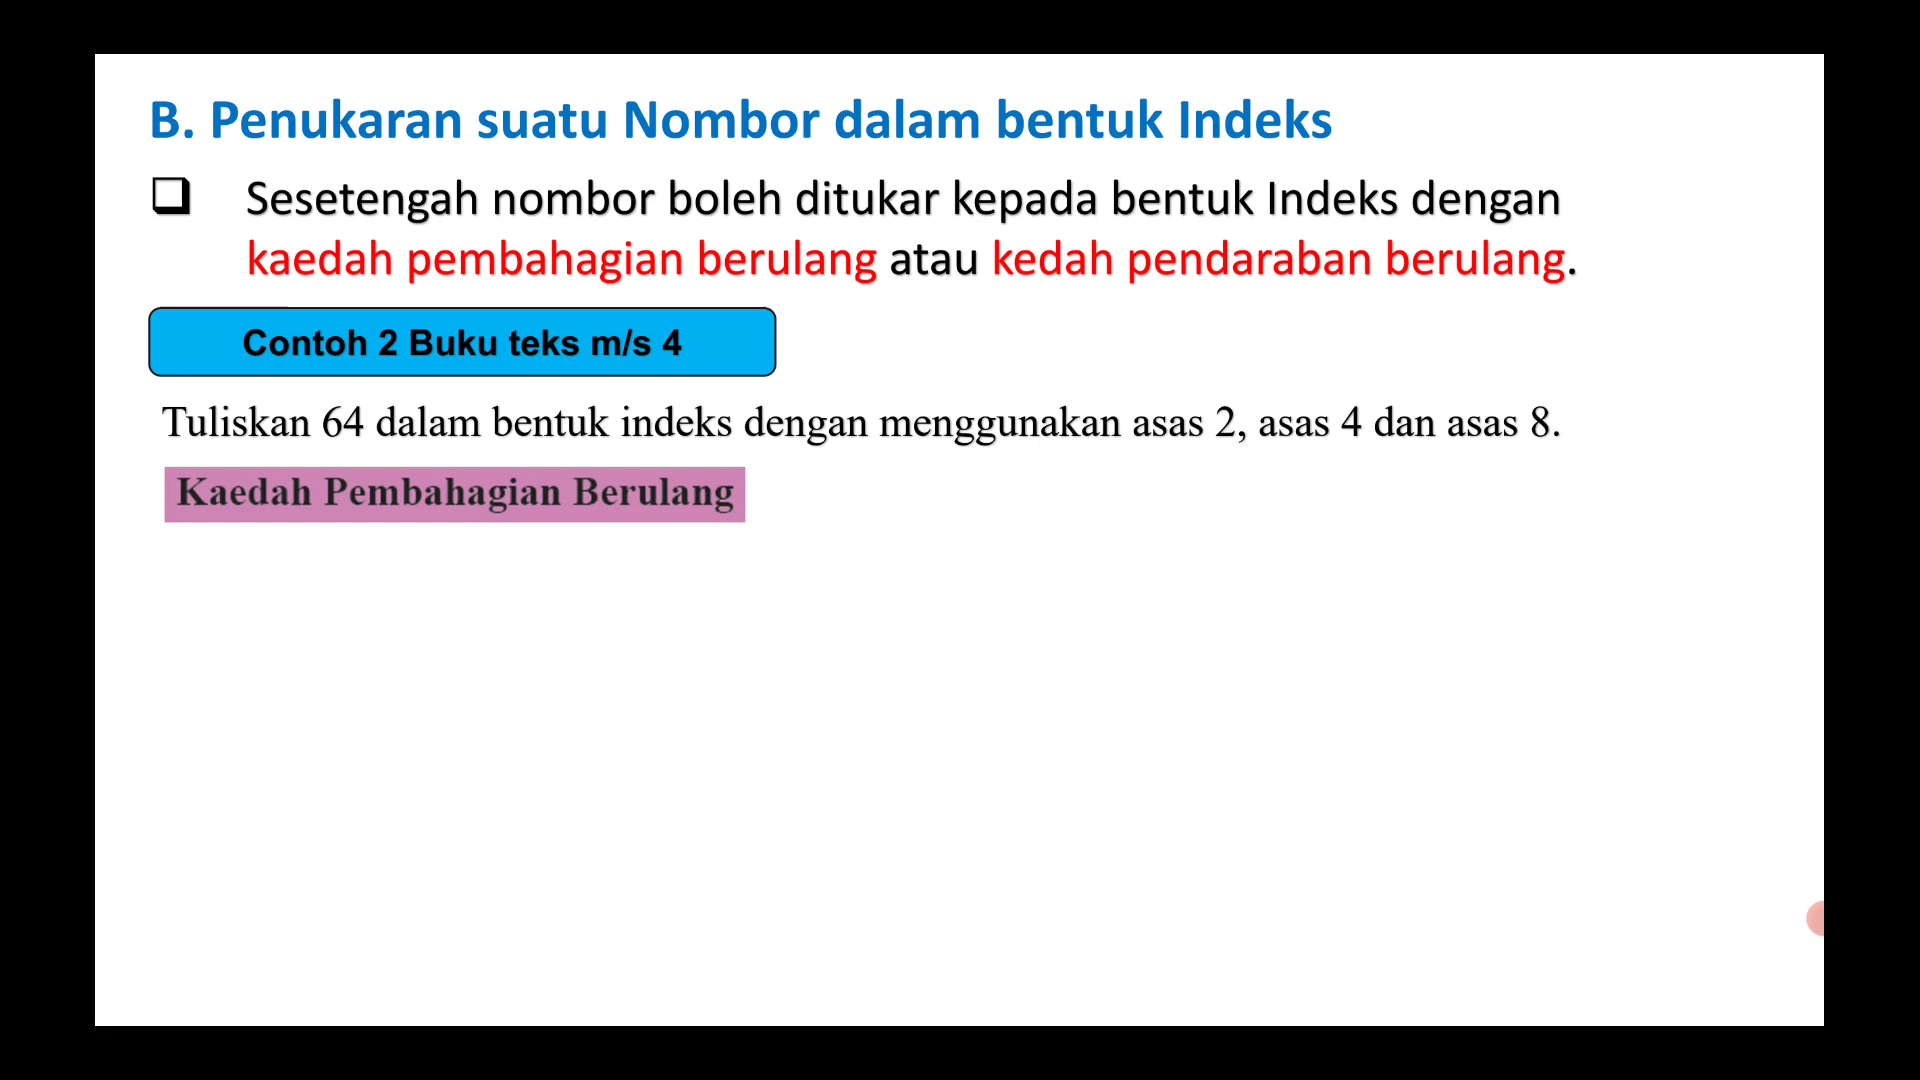 B. Penukaran suatu Nombor dalam bentuk Indeks
Sesetengah nombor boleh ditukar kepada bentuk Indeks dengan
kaedah pembahagian berulang atau kedah pendaraban berulang.
Contoh 2 Buku teks m/s 4
Tuliskan 64 dalam bentuk indeks dengan menggunakan asas 2, asas 4 dan asas 8.
Kaedah Pembahagian Berulang